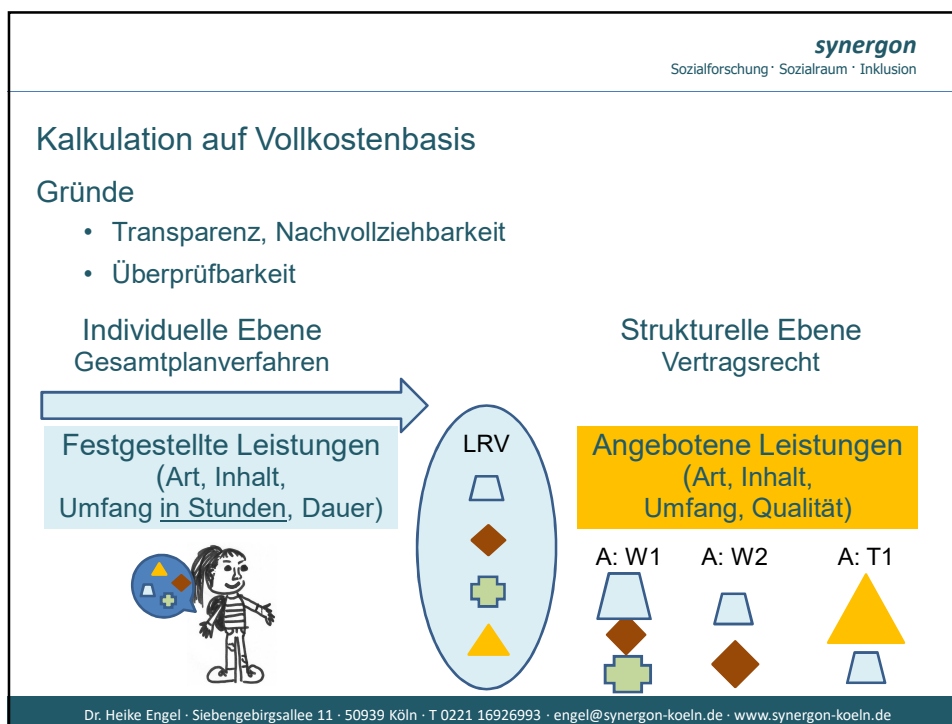 synergon
Sozialforschung · Sozialraum · Inklusion
Kalkulation auf Vollkostenbasis
Gründe
• Transparenz, Nachvollziehbarkeit
• Überprüfbarkeit
Individuelle Ebene
Gesamtplanverfahren
Strukturelle Ebene
Vertragsrecht
Festgestellte Leistungen
(Art, Inhalt,
Umfang in Stunden, Dauer)
LRV
Angebotene Leistungen
(Art, Inhalt,
Umfang, Qualität)
A: W1
A: W2
A: T1
Dr. Heike Engel · Siebengebirgsallee 11 · 50939 Köln · T 0221 16926993 · engel@synergon-koeln.de · www.synergon-koeln.de